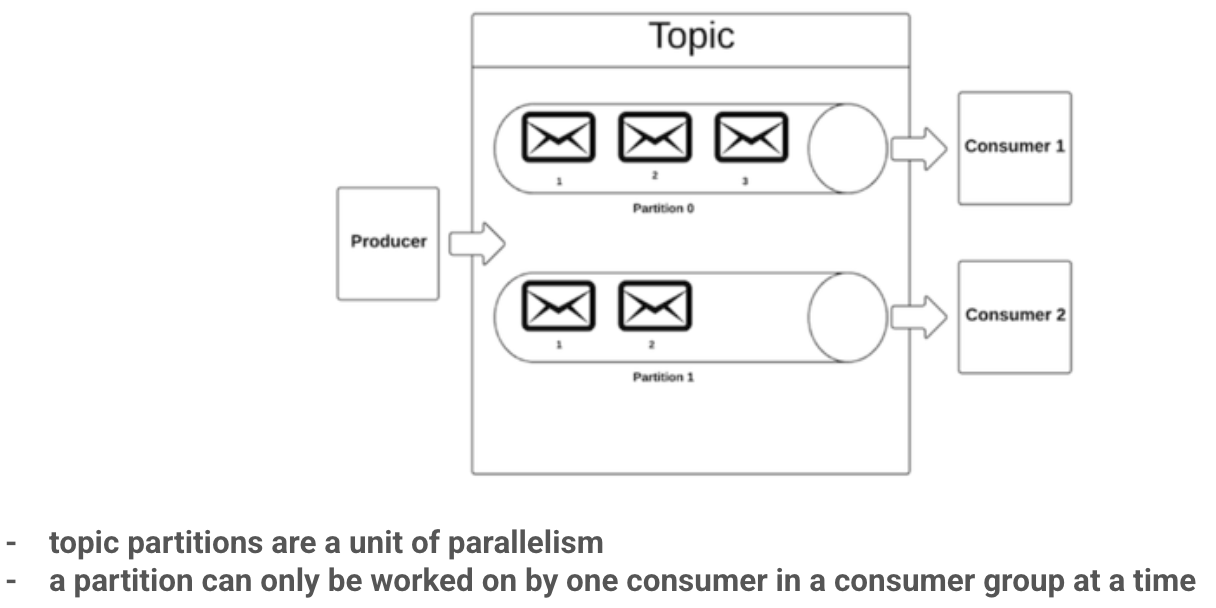 Topic
1
2
3
Consumer 1
Partition 0
Producer
1
2
Consumer 2
Partition 1
- topic partitions are a unit of parallelism
- a partition can only be worked on by one consumer in a consumer group at a time